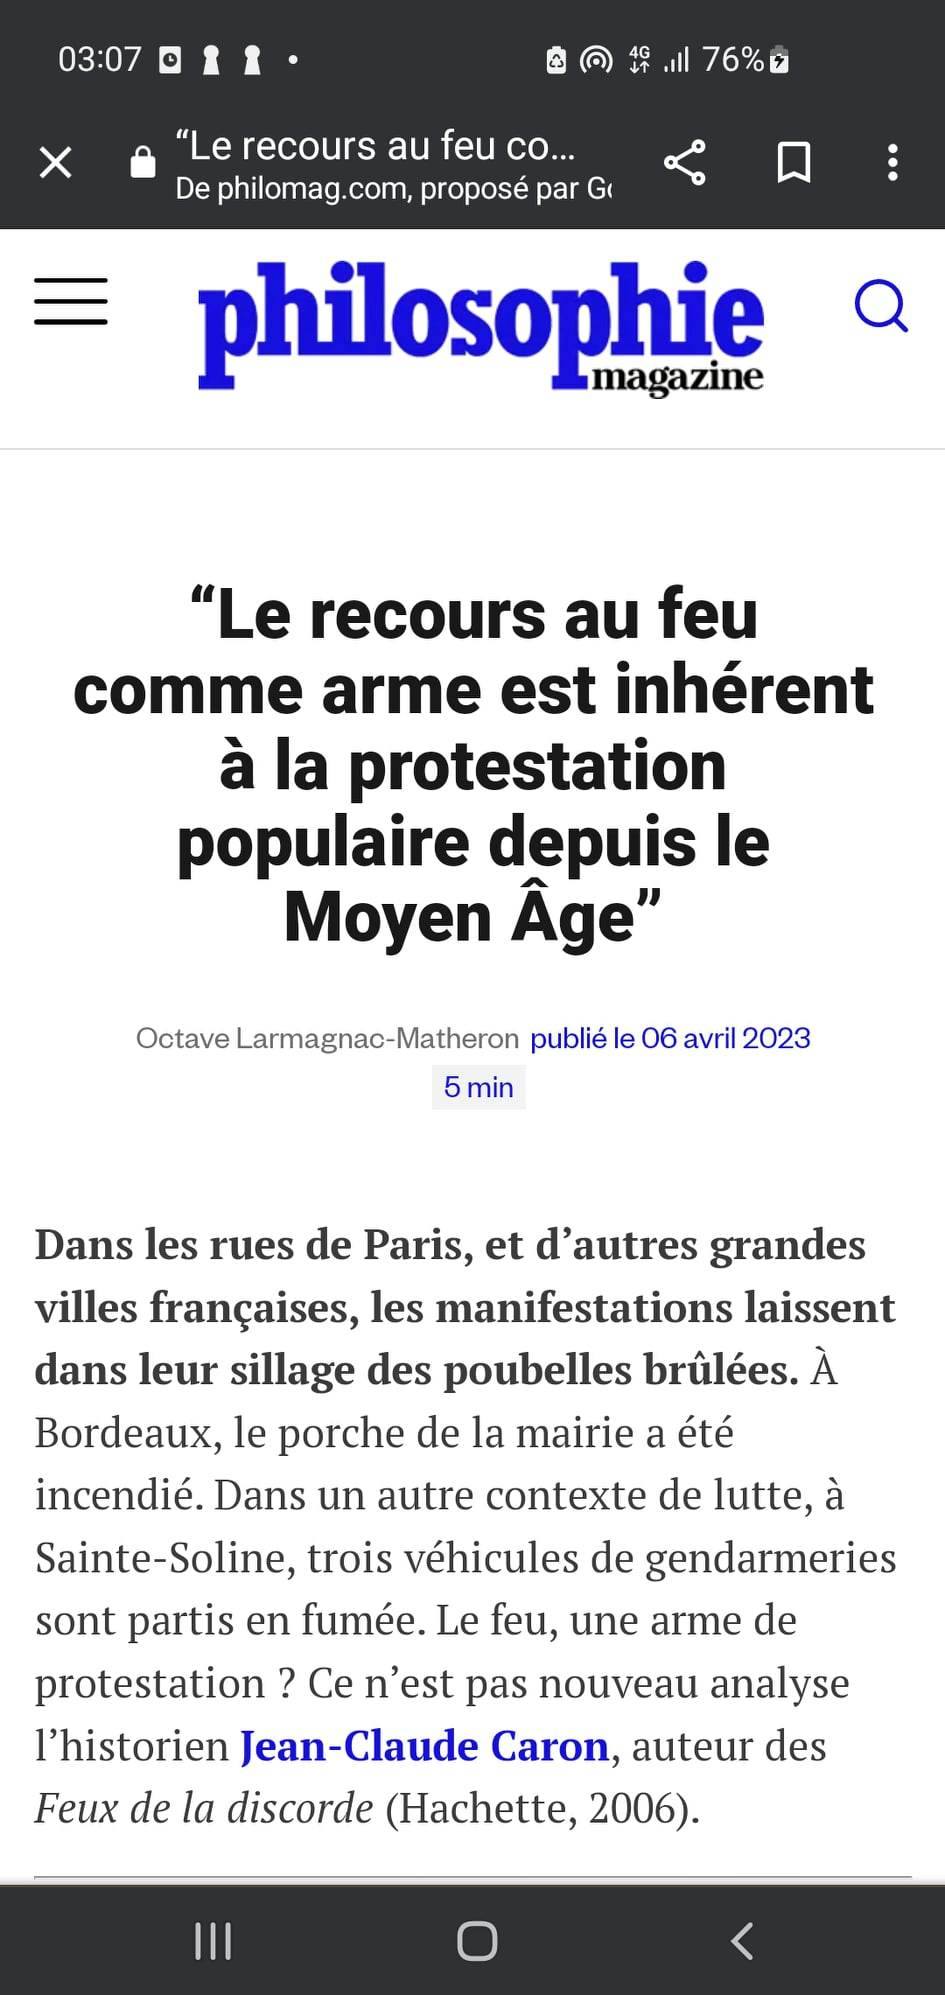 03:07
4G
76%
“Le recours au feu co...
De philomag.com, proposé par Go
philosophie
magazine
“Le recours au feu
comme arme est inhérent
à la protestation
populaire depuis le
Moyen Âge”
Octave Larmagnac-Matheron publié le 06 avril 2023
5 min
Dans les rues de Paris, et d’autres grandes
villes françaises, les manifestations laissent
dans leur sillage des poubelles brûlées. À
Bordeaux, le porche de la mairie a été
incendié. Dans un autre contexte de lutte, à
Sainte-Soline, trois véhicules de gendarmeries
sont partis en fumée. Le feu, une arme de
protestation ? Ce n’est pas nouveau analyse
l’historien Jean-Claude Caron, auteur des
Feux de la discorde (Hachette, 2006).